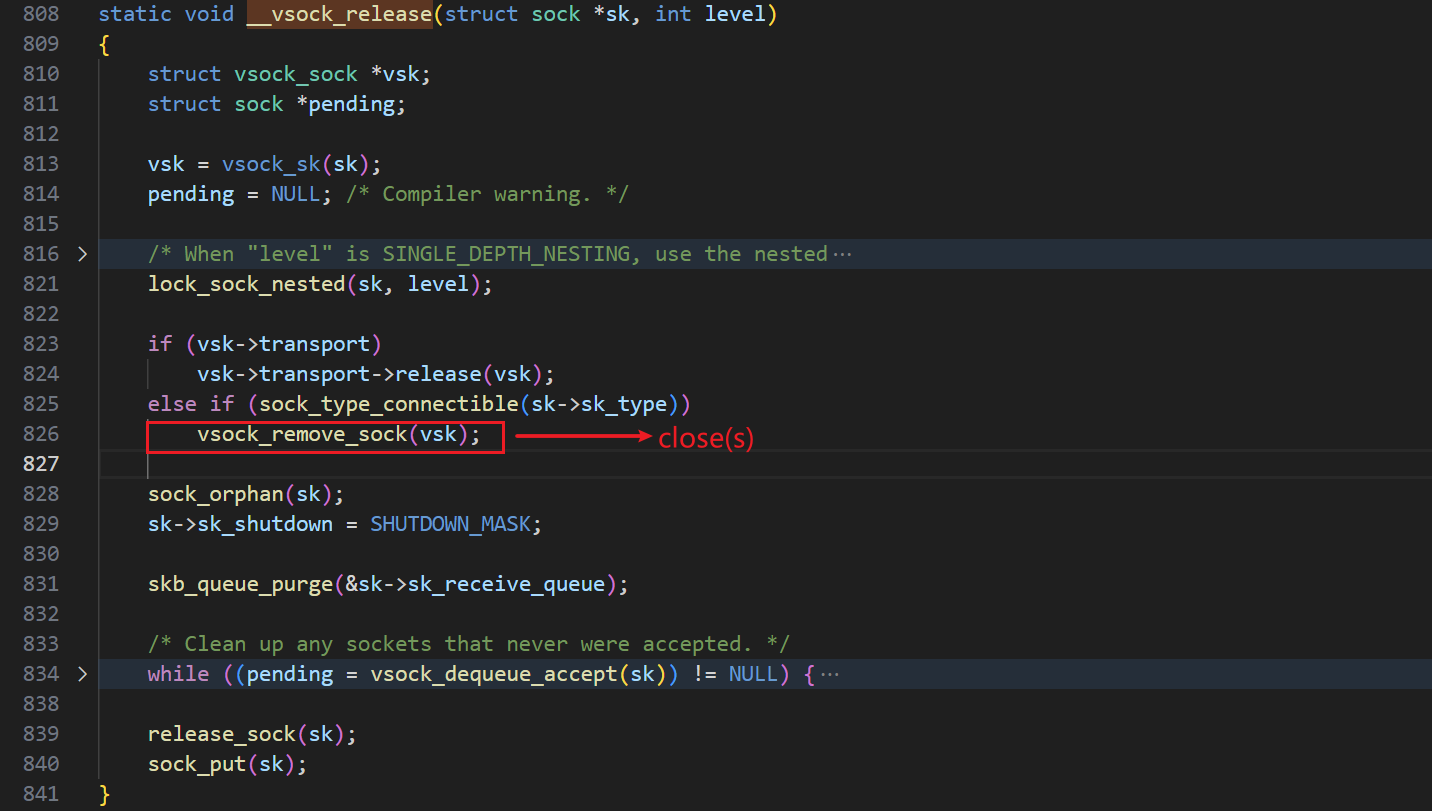 808 static void __vsock_release(struct sock *sk, int level)
809 {
810     struct vsock_sock *vsk;
811     struct sock *pending;
812
813     vsk = vsock_sk(sk);
814     pending = NULL; /* Compiler warning. */
815
816 >   /* When "level" is SINGLE_DEPTH_NESTING, use the nested···
821     lock_sock_nested(sk, level);
822
823     if (vsk->transport)
824         vsk->transport->release(vsk);
825     else if (sock_type_connectible(sk->sk_type))
826         vsock_remove_sock(vsk); close(s)
827
828     sock_orphan(sk);
829     sk->sk_shutdown = SHUTDOWN_MASK;
830
831     skb_queue_purge(&sk->sk_receive_queue);
832
833     /* Clean up any sockets that never were accepted. */
834 >   while ((pending = vsock_dequeue_accept(sk)) != NULL) {···
838
839     release_sock(sk);
840     sock_put(sk);
841 }